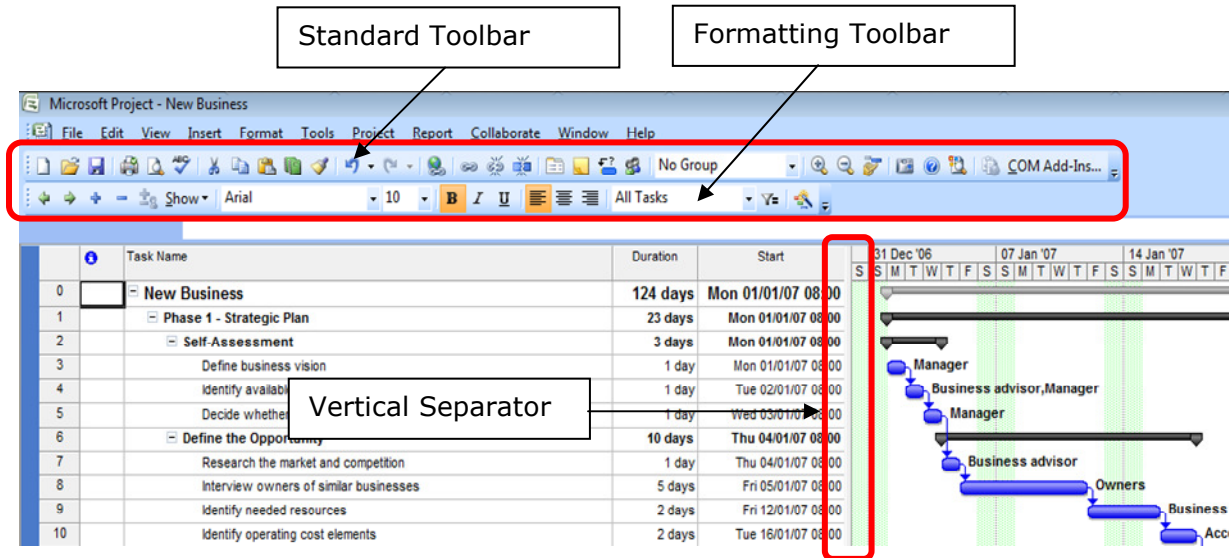 Standard Toolbar
Formatting Toolbar
Microsoft Project - New Business
File Edit View Insert Format Tools Project Report Collaborate Window Help
ABC No Group COM Add-Ins...
Show Arial 10 B I U All Tasks
Task Name Duration Start 31 Dec '06 07 Jan '07 14 Jan '07
S S M T W T F S S M T W T F S S M T W T F
0 New Business 124 days Mon 01/01/07 08:00
1 Phase 1 - Strategic Plan 23 days Mon 01/01/07 08:00
2 Self-Assessment 3 days Mon 01/01/07 08:00
3 Define business vision 1 day Mon 01/01/07 08:00 Manager
4 Identify 1 day Tue 02/01/07 08:00 Business advisor,Manager
5 Decide whether 1 day Wed 03/01/07 08:00 Manager
Vertical Separator
6 Define the Opportunity 10 days Thu 04/01/07 08:00
7 Research the market and competition 1 day Thu 04/01/07 08:00 Business advisor
8 Interview owners of similar businesses 5 days Fri 05/01/07 08:00 Owners
9 Identify needed resources 2 days Fri 12/01/07 08:00 Business
10 Identify operating cost elements 2 days Tue 16/01/07 08:00 Acc